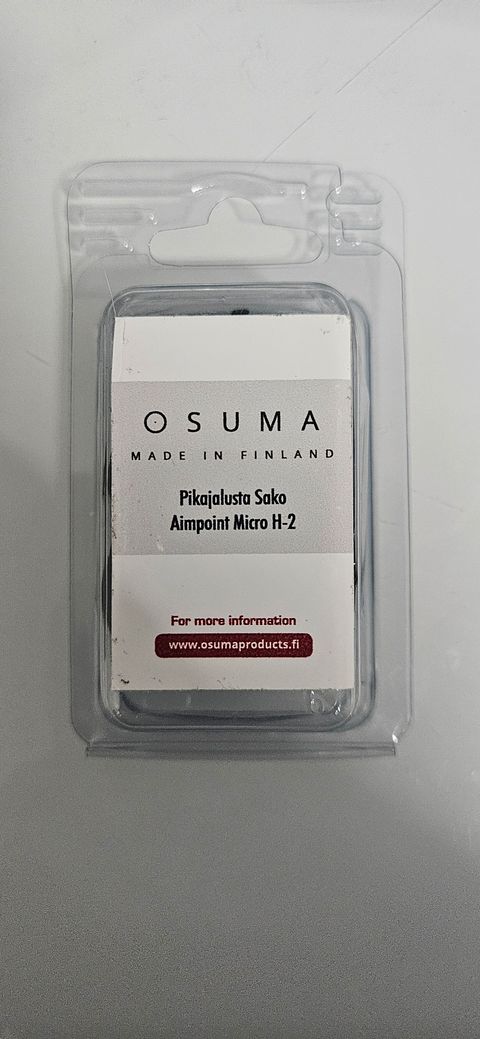 OSUMA
MADE IN FINLAND
Pikajalusta Sako
Aimpoint Micro H-2
For more information
www.osumaproducts.fi